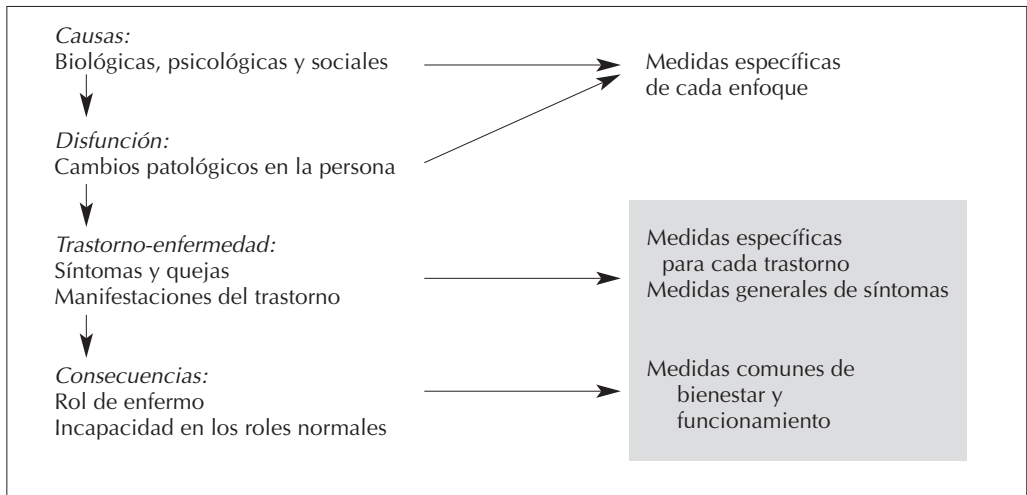 Causas:
Biológicas, psicológicas y sociales
Medidas específicas
de cada enfoque
Disfunción:
Cambios patológicos en la persona
Trastorno-enfermedad:
Síntomas y quejas
Manifestaciones del trastorno
Medidas específicas
para cada trastorno
Medidas generales de síntomas
Consecuencias:
Rol de enfermo
Incapacidad en los roles normales
Medidas comunes de
bienestar y
funcionamiento